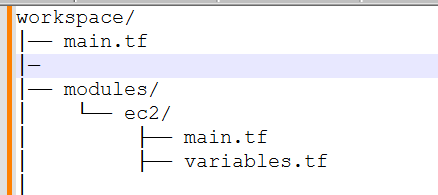 workspace/
|── main.tf
|─
|── modules/
|    └── ec2/
|         ├── main.tf
|         ├── variables.tf
|